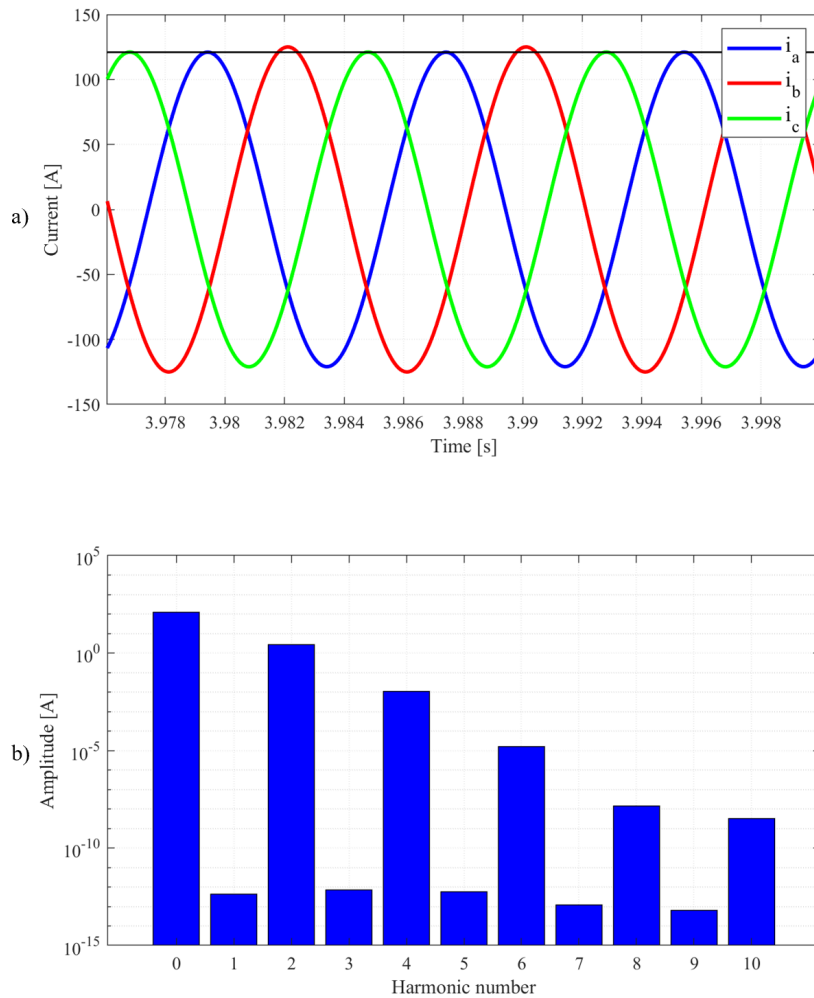 150
100
50
0
-50
-100
-150
a)
Current [A]
i_a
i_b
i_c
3.978 3.98 3.982 3.984 3.986 3.988 3.99 3.992 3.994 3.996 3.998
Time [s]
10^5
10^0
10^-5
10^-10
10^-15
b)
Amplitude [A]
0 1 2 3 4 5 6 7 8 9 10
Harmonic number